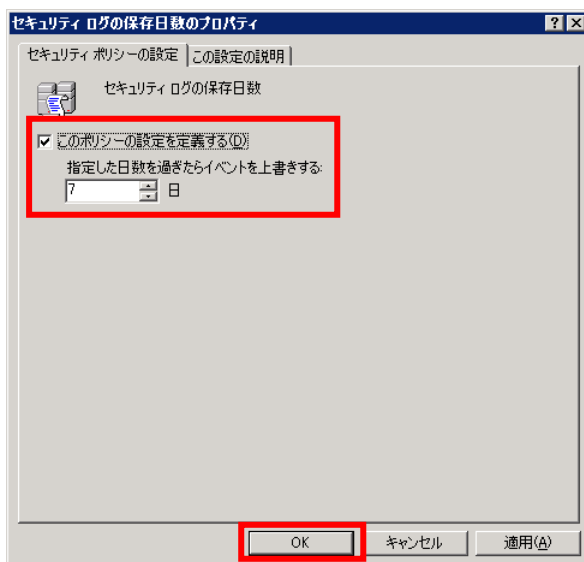 セキュリティ ログの保存日数のプロパティ
セキュリティ ポリシーの設定 この設定の説明
セキュリティ ログの保存日数
このポリシーの設定を定義する(D)
指定した日数を過ぎたらイベントを上書きする:
7 日
OK キャンセル 適用(A)